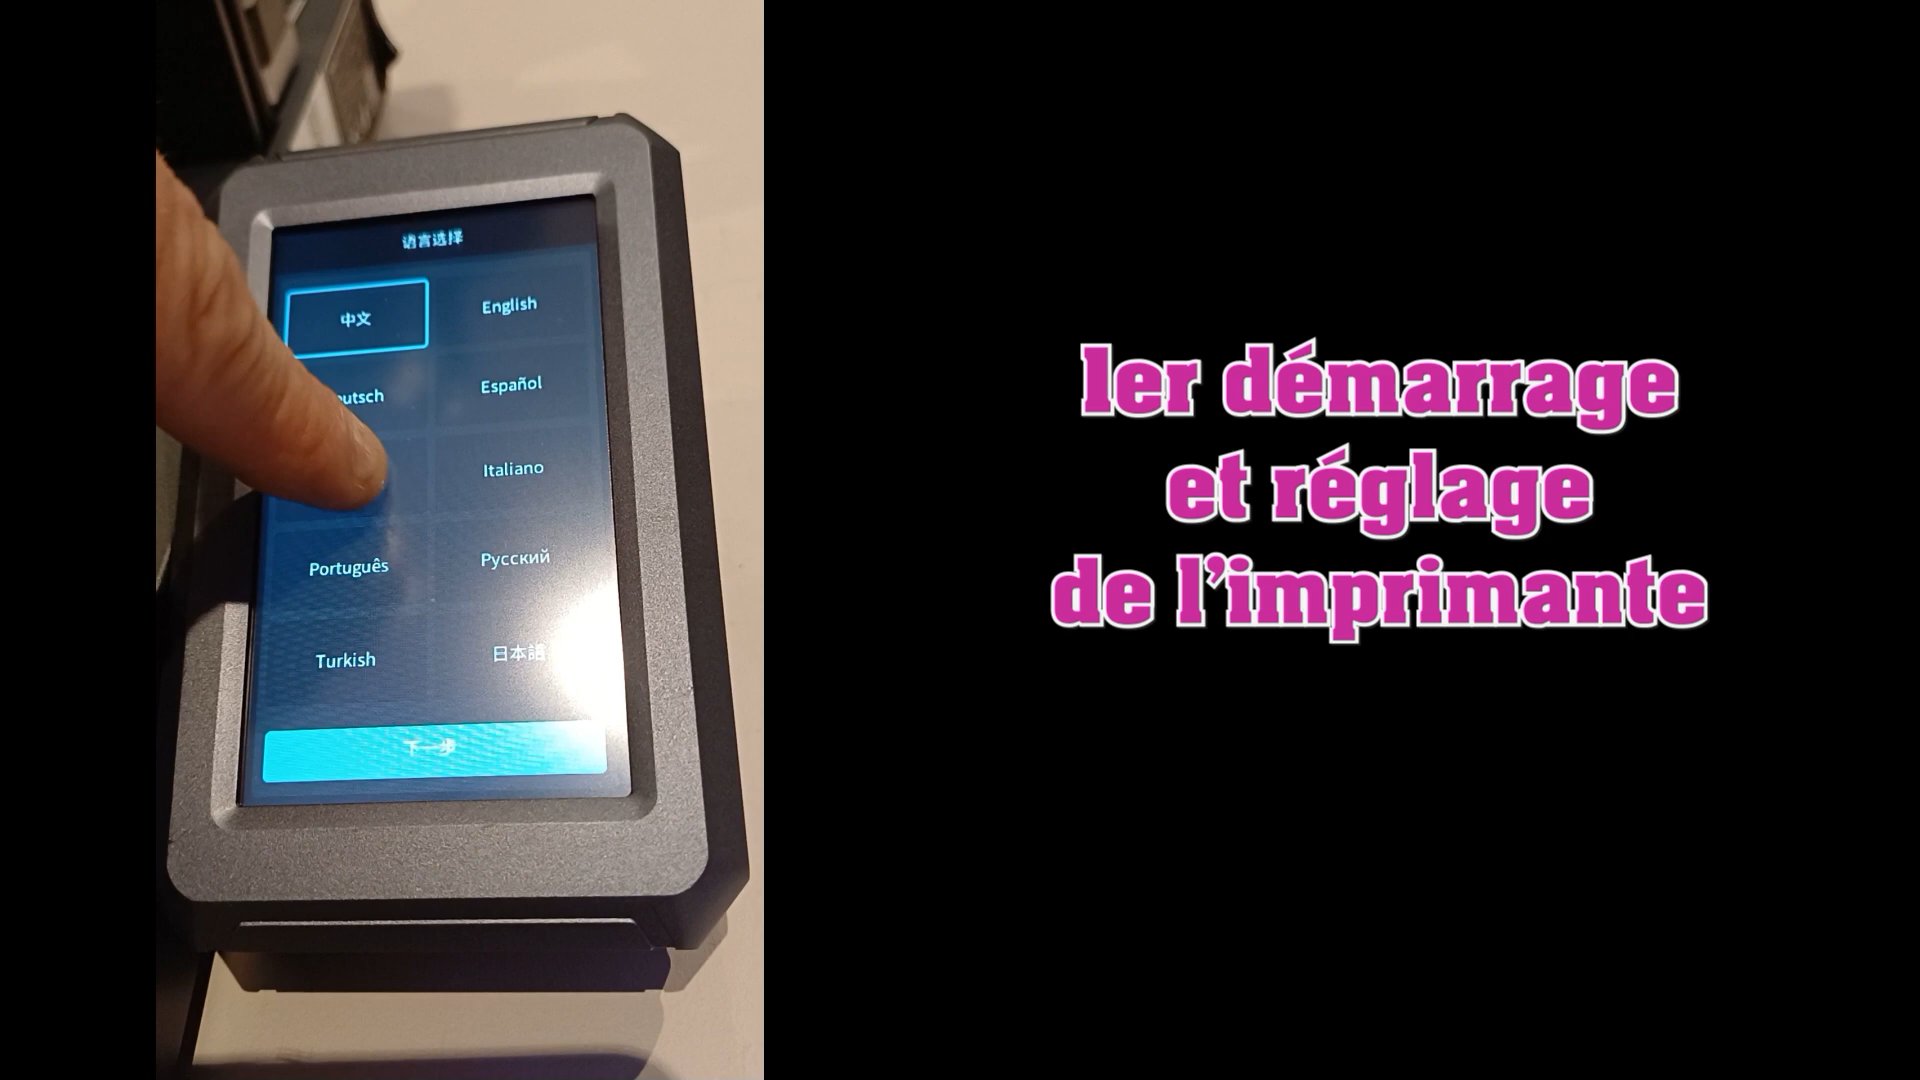 语言选择
中文
English
utsch
Español
Italiano
Português
Русский
Turkish
日本語
下一步
1er démarrage
et réglage
de l’imprimante